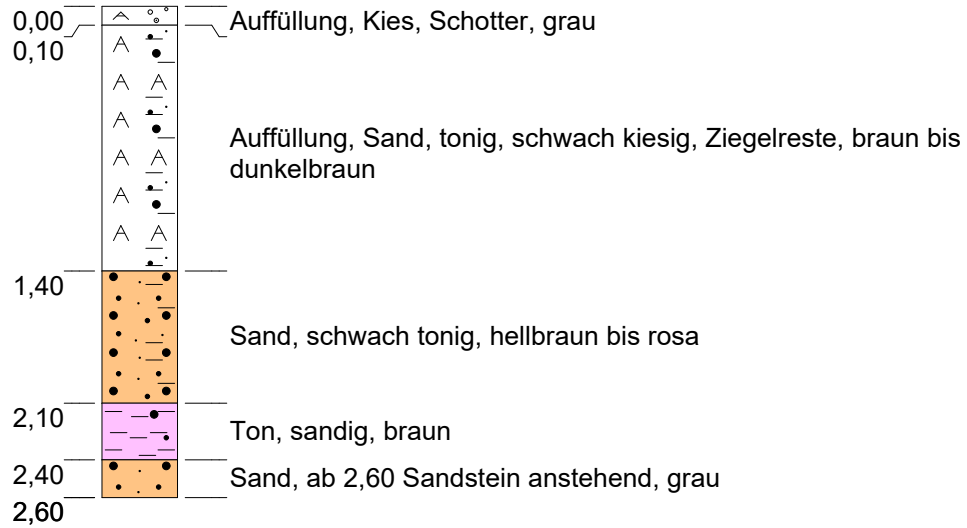 0,00 Auffüllung, Kies, Schotter, grau
0,10
Auffüllung, Sand, tonig, schwach kiesig, Ziegelreste, braun bis
dunkelbraun
1,40
Sand, schwach tonig, hellbraun bis rosa
2,10
Ton, sandig, braun
2,40 Sand, ab 2,60 Sandstein anstehend, grau
2,60